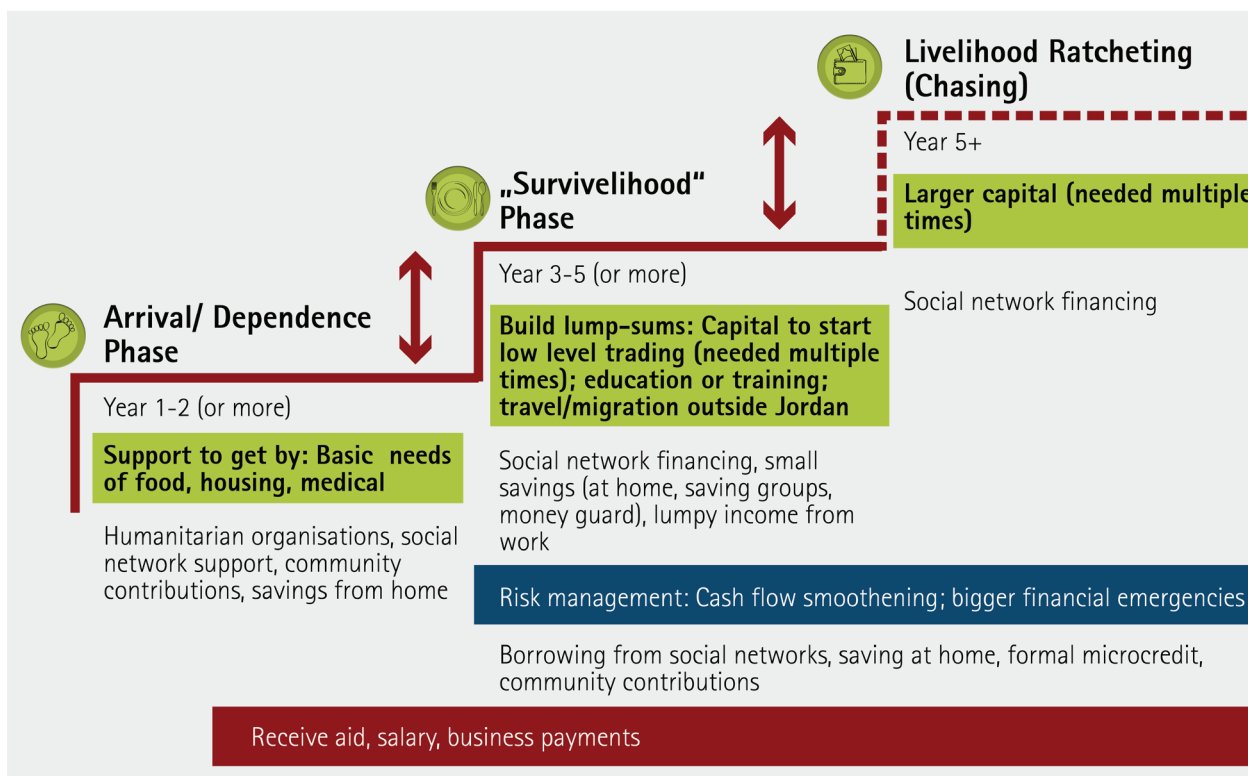 Livelihood Ratcheting
(Chasing)
Year 5+
Larger capital (needed multiple
times)
Social network financing
„Survivelihood“
Phase
Year 3-5 (or more)
Build lump-sums: Capital to start
low level trading (needed multiple
times); education or training;
travel/migration outside Jordan
Social network financing, small
savings (at home, saving groups,
money guard), lumpy income from
work
Arrival/ Dependence
Phase
Year 1-2 (or more)
Support to get by: Basic needs
of food, housing, medical
Humanitarian organisations, social
network support, community
contributions, savings from home
Risk management: Cash flow smoothening; bigger financial emergencies
Borrowing from social networks, saving at home, formal microcredit,
community contributions
Receive aid, salary, business payments